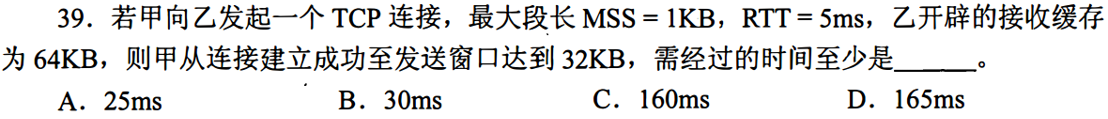 39．若甲向乙发起一个 TCP 连接，最大段长 MSS = 1KB，RTT = 5ms，乙开辟的接收缓存
为 64KB，则甲从连接建立成功至发送窗口达到 32KB，需经过的时间至少是______。
A．25ms B．30ms C．160ms D．165ms